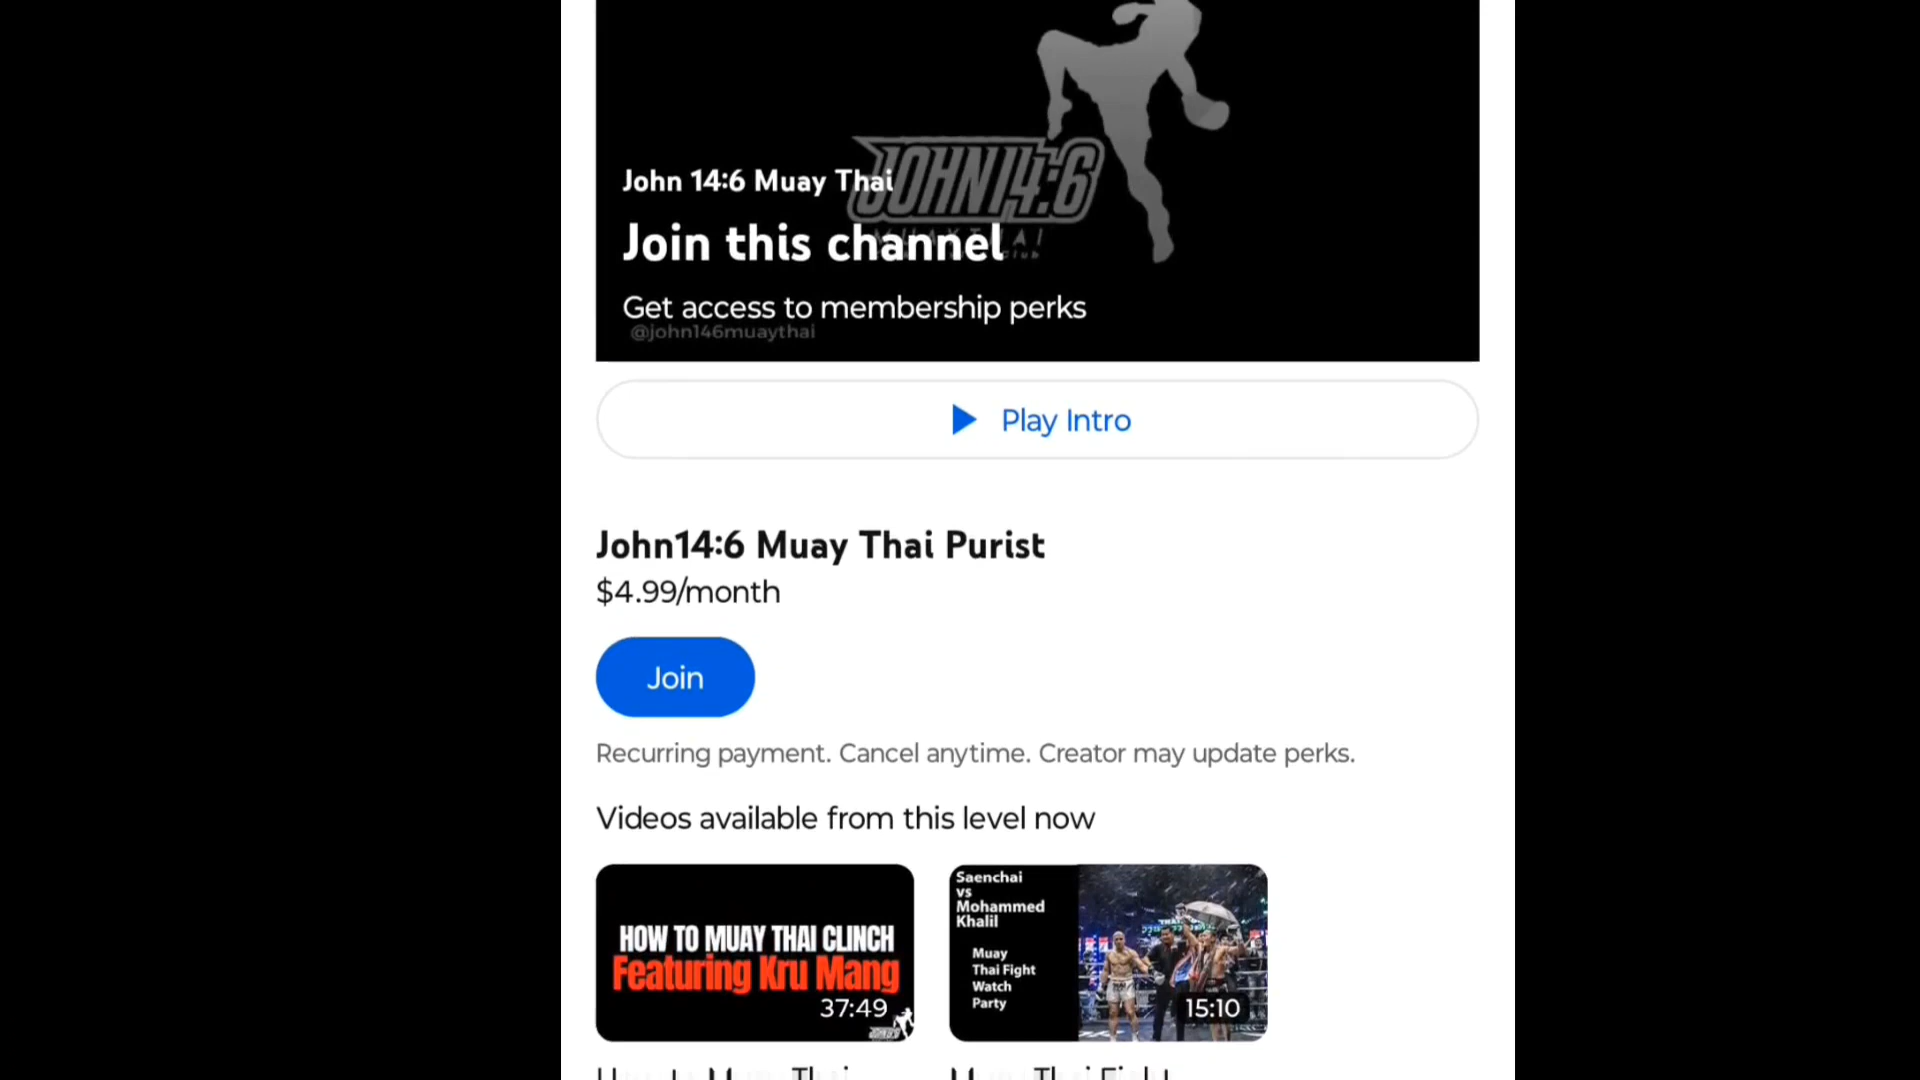 John 14:6 Muay Thai
JOHN14:6
MUAYTHAI
Club
Join this channel
Get access to membership perks
@john146muaythai
Play Intro
John14:6 Muay Thai Purist
$4.99/month
Join
Recurring payment. Cancel anytime. Creator may update perks.
Videos available from this level now
HOW TO MUAY THAI CLINCH
Featuring Kru Mang
37:49
Saenchai
vs
Mohammed
Khalil
Muay
Thai Fight
Watch
Party
15:10